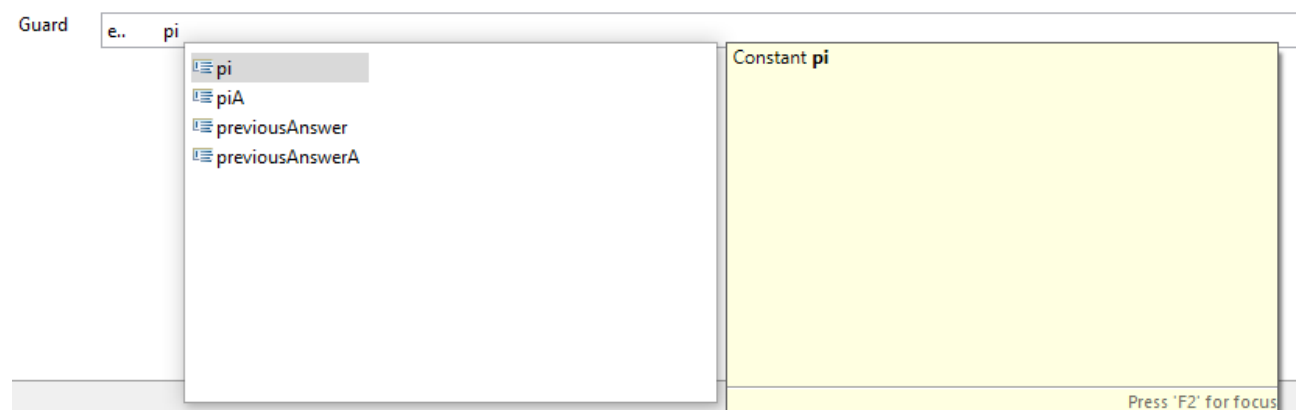 Guard
e.. pi
pi
piA
previousAnswer
previousAnswerA
Constant pi
Press 'F2' for focus